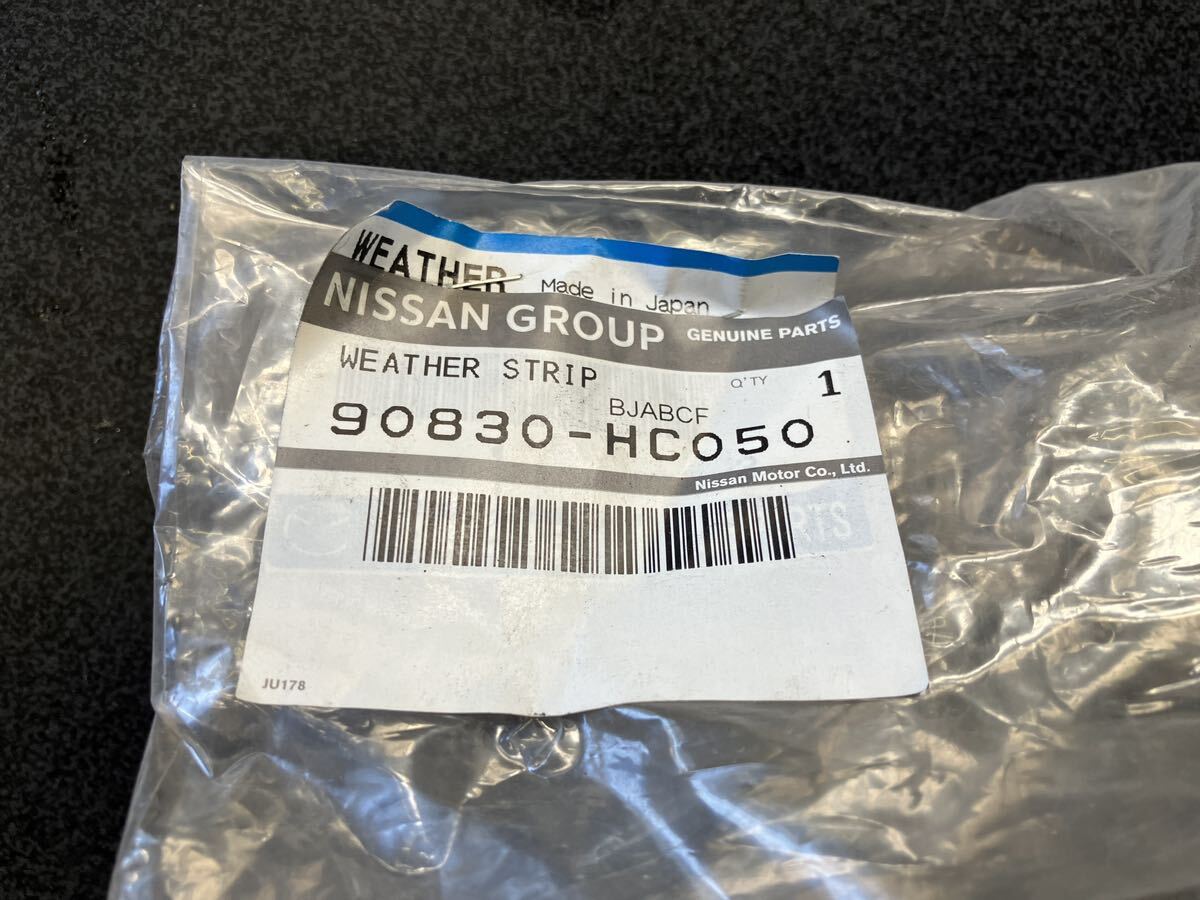 WEATHER Made in Japan
NISSAN GROUP GENUINE PARTS
WEATHER STRIP Q'TY 1
BJABCF
90830-HC050
Nissan Motor Co., Ltd.
RTS
JU178